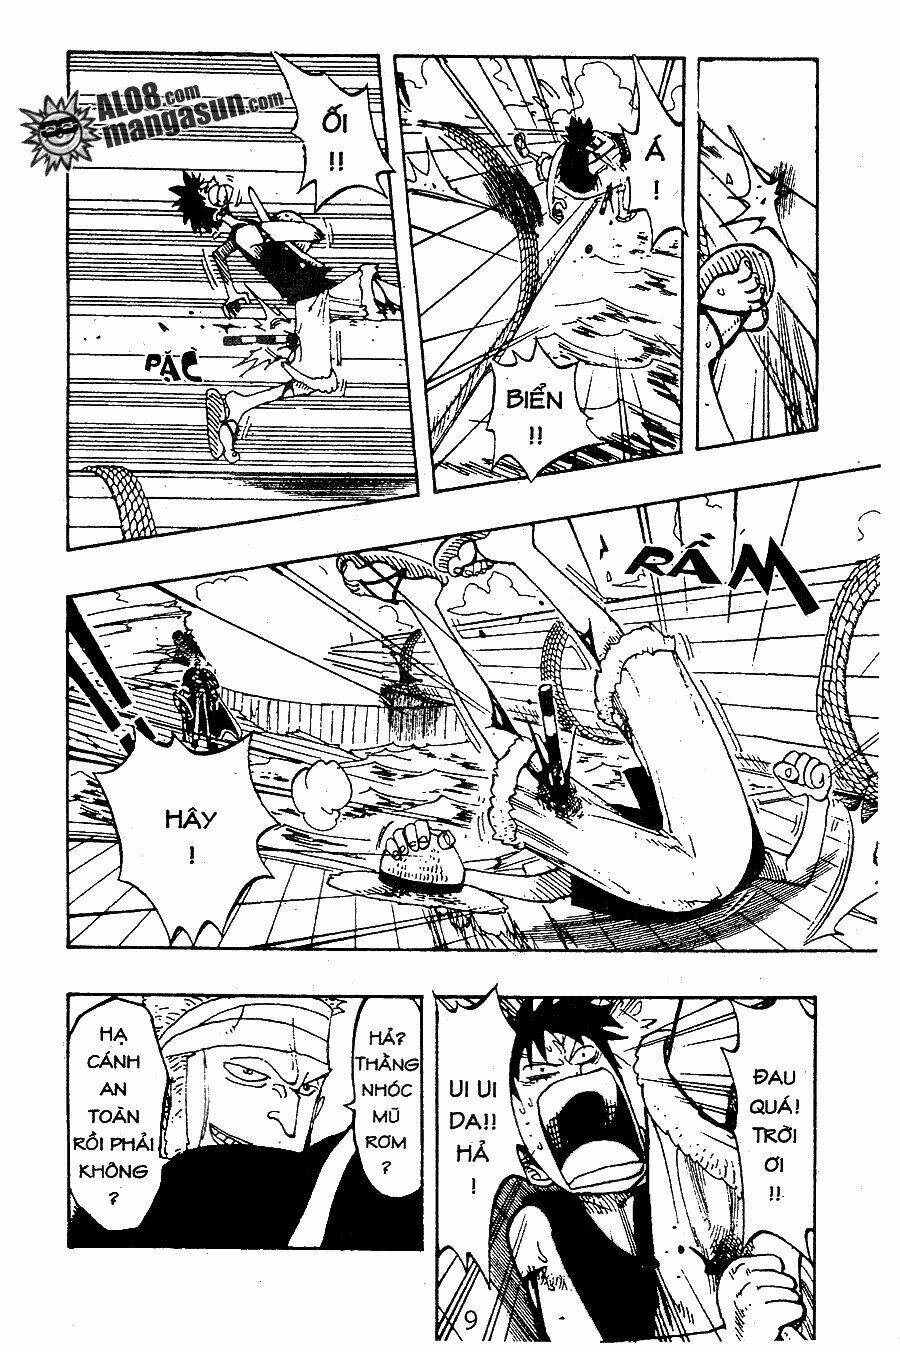 AL08.com
mangasun.com
ỐI
!!
PẶC
Á
!
BIỂN
!!
RẦM
HÂY
!
HẠ
CÁNH
AN
TOÀN
RỒI PHẢI
KHÔNG
?
HẢ?
THẰNG
NHÓC
MŨ
RƠM
?
UI UI
DA!!
HẢ
!
ĐAU
QUÁ!
TRỜI
ƠI
!!
9